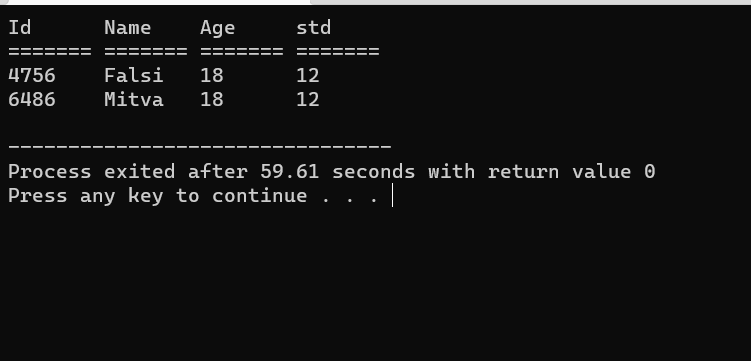 Id      Name    Age     std
======= ======= ======= =======
4756    Falsi   18      12
6486    Mitva   18      12
--------------------------------
Process exited after 59.61 seconds with return value 0
Press any key to continue . . .